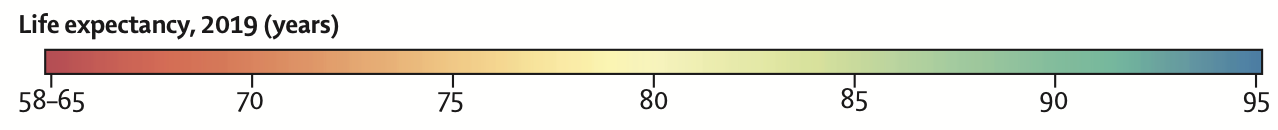 Life expectancy, 2019 (years)
58–65 70 75 80 85 90 95